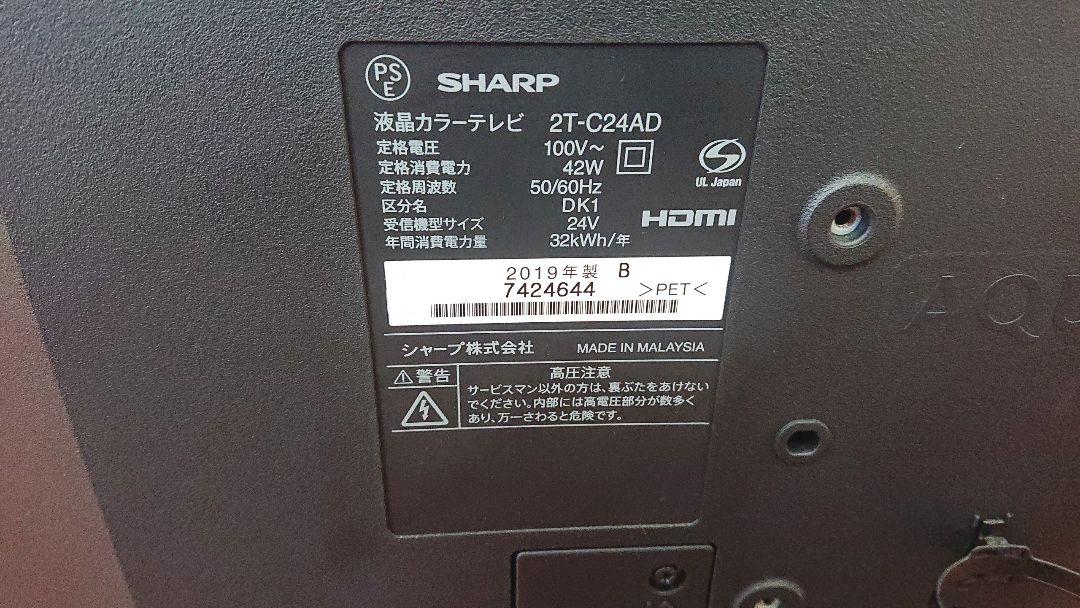 PS
E
SHARP
液晶カラーテレビ 2T-C24AD
定格電圧 100V～
定格消費電力 42W
定格周波数 50/60Hz
区分名 DK1
受信機型サイズ 24V
年間消費電力量 32kWh/年
UL Japan
HDMI
2019年製 B
7424644 ＞PET＜
シャープ株式会社 MADE IN MALAYSIA
⚠警告
高圧注意
サービスマン以外の方は、裏ぶたをあけない
でください。内部には高電圧部分が数多く
あり、万一さわると危険です。
AQU